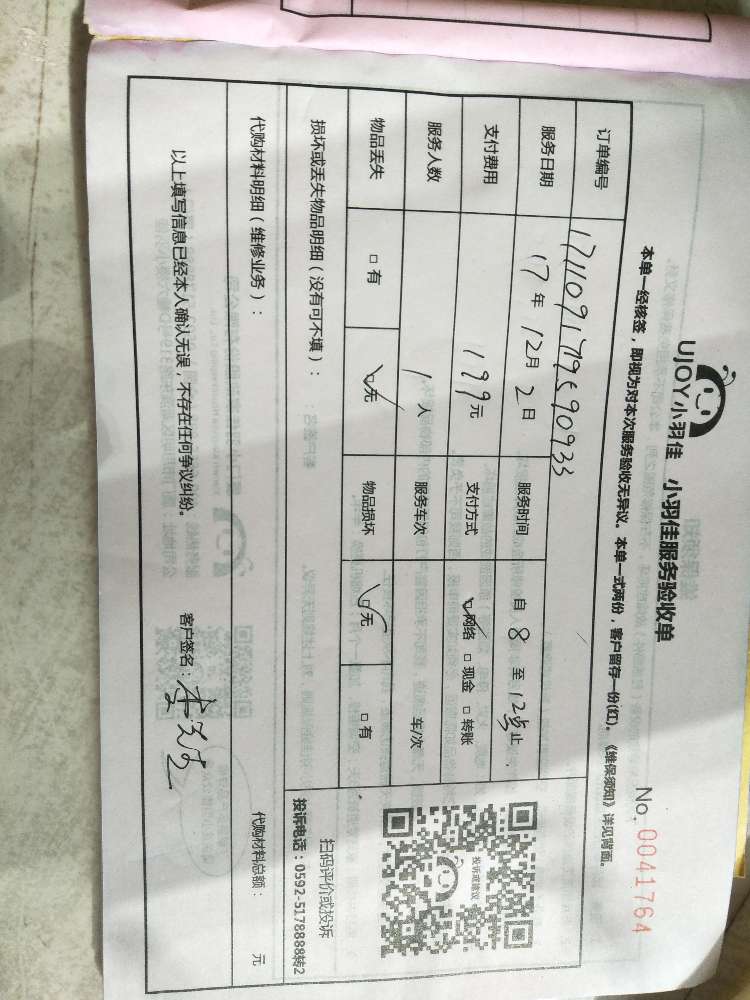 UJOY小羽佳 小羽佳服务验收单 No. 0041764
本单一经核签，即视为对本次服务验收无异议。本单一式两份，客户留存一份(红)。《维保须知》详见背面。
订单编号 171109179590933
服务日期 17年 12月 2日 服务时间 自 8 至 12 止
支付费用 199元 支付方式 ☑网络 □现金 □转账
服务人数 1人 服务车次 车/次
物品丢失 □有 ☑无 物品损坏 ☑无 □有
投诉或建议
扫码评价或投诉
投诉电话：0592-5178888转2
损坏或丢失物品明细（没有可不填）：
代购材料明细（维修业务）： 代购材料总额： 元
以上填写信息已经本人确认无误，不存在任何争议纠纷。 客户签名：